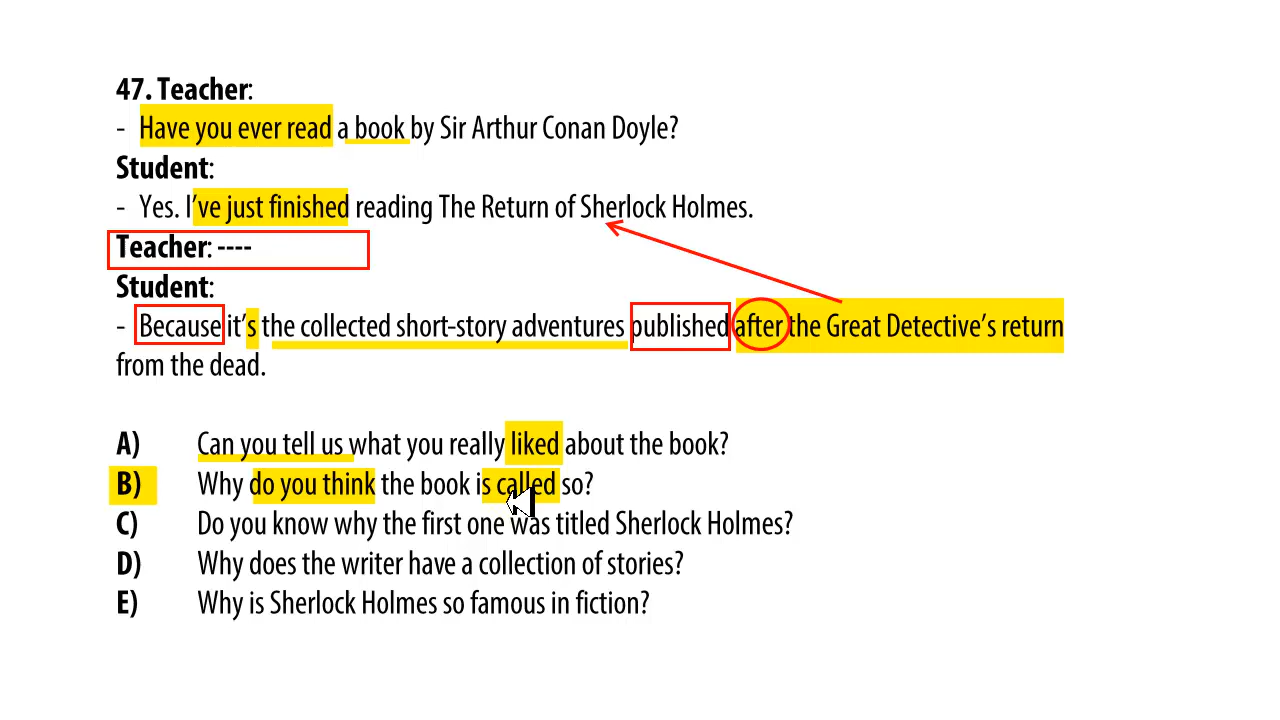 47. Teacher:
- Have you ever read a book by Sir Arthur Conan Doyle?
Student:
- Yes. I've just finished reading The Return of Sherlock Holmes.
Teacher: ----
Student:
- Because it's the collected short-story adventures published after the Great Detective's return
from the dead.
A) Can you tell us what you really liked about the book?
B) Why do you think the book is called so?
C) Do you know why the first one was titled Sherlock Holmes?
D) Why does the writer have a collection of stories?
E) Why is Sherlock Holmes so famous in fiction?